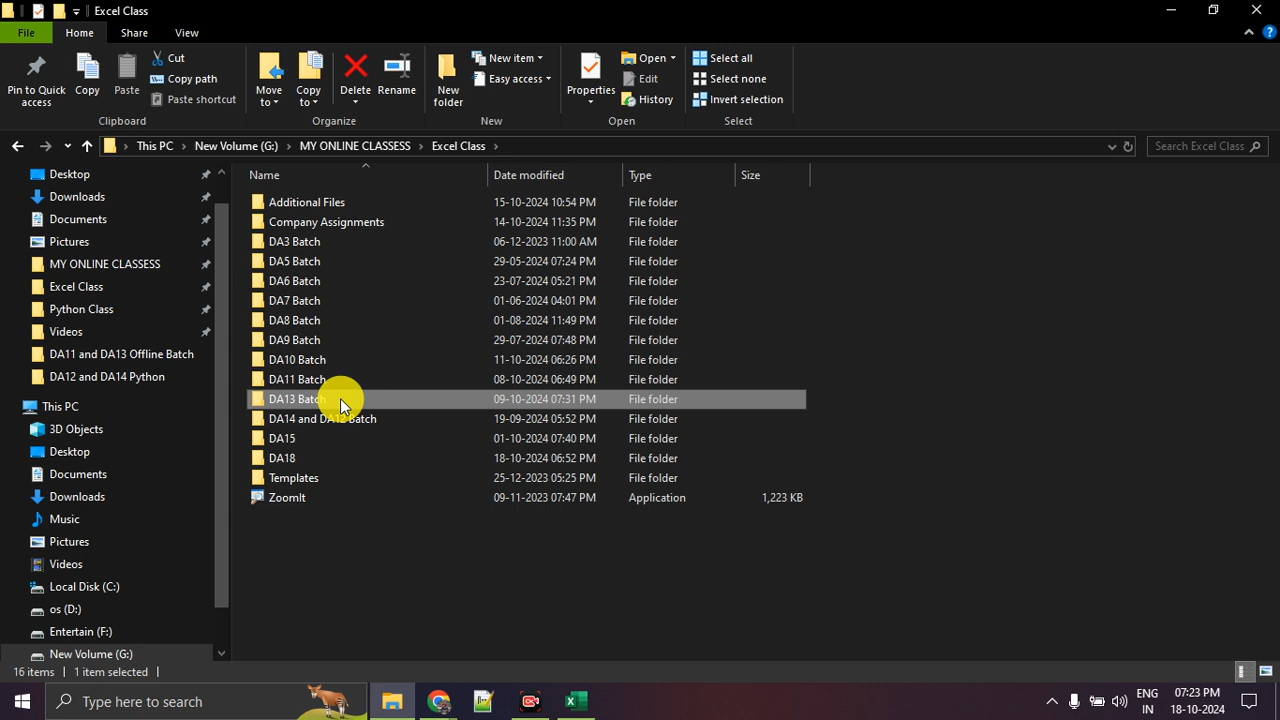 Excel Class
File
Home
Share
View
Pin to Quick access
Copy
Paste
Cut
Copy path
Paste shortcut
Clipboard
Move to
Copy to
Delete
Rename
Organize
New folder
New item
Easy access
New
Properties
Open
Edit
History
Open
Select all
Select none
Invert selection
Select
This PC > New Volume (G:) > MY ONLINE CLASSESS > Excel Class >
Search Excel Class
Name Date modified Type Size
Additional Files 15-10-2024 10:54 PM File folder
Company Assignments 14-10-2024 11:35 PM File folder
DA3 Batch 06-12-2023 11:00 AM File folder
DA5 Batch 29-05-2024 07:24 PM File folder
DA6 Batch 23-07-2024 05:21 PM File folder
DA7 Batch 01-06-2024 04:01 PM File folder
DA8 Batch 01-08-2024 11:49 PM File folder
DA9 Batch 29-07-2024 07:48 PM File folder
DA10 Batch 11-10-2024 06:26 PM File folder
DA11 Batch 08-10-2024 06:49 PM File folder
DA13 Batch 09-10-2024 07:31 PM File folder
DA14 and DA12 Batch 19-09-2024 05:52 PM File folder
DA15 01-10-2024 07:40 PM File folder
DA18 18-10-2024 06:52 PM File folder
Templates 25-12-2023 05:25 PM File folder
ZoomIt 09-11-2023 07:47 PM Application 1,223 KB
Desktop
Downloads
Documents
Pictures
MY ONLINE CLASSESS
Excel Class
Python Class
Videos
DA11 and DA13 Offline Batch
DA12 and DA14 Python
This PC
3D Objects
Desktop
Documents
Downloads
Music
Pictures
Videos
Local Disk (C:)
os (D:)
Entertain (F:)
New Volume (G:)
16 items 1 item selected
Type here to search
ENG
IN
07:23 PM
18-10-2024